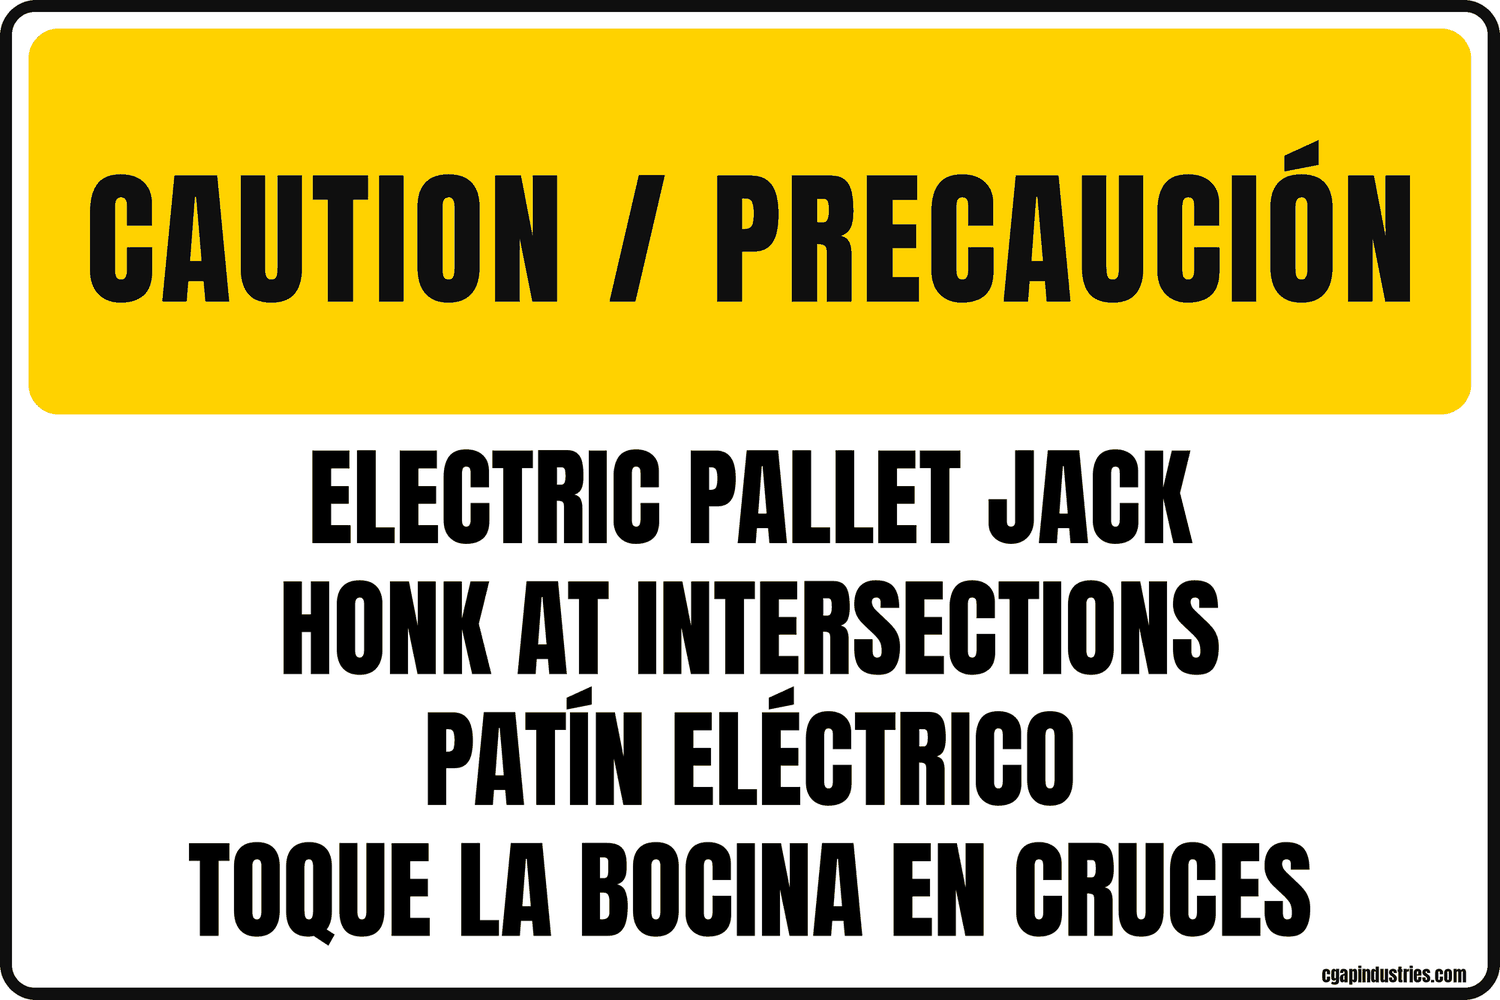 CAUTION / PRECAUCIÓN
ELECTRIC PALLET JACK
HONK AT INTERSECTIONS
PATÍN ELÉCTRICO
TOQUE LA BOCINA EN CRUCES
cgapindustries.com